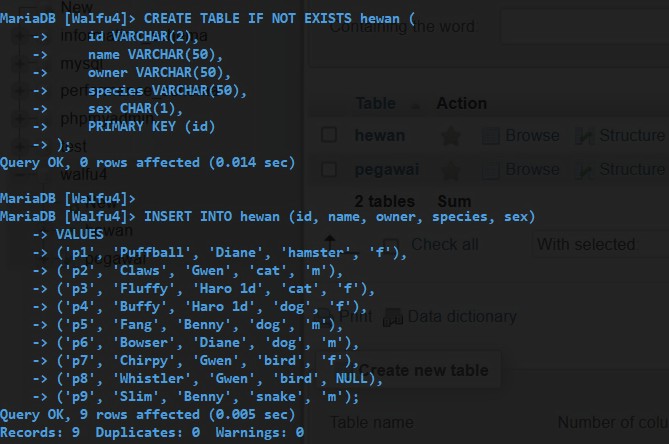 MariaDB [Walfu4]> CREATE TABLE IF NOT EXISTS hewan (
    ->     id VARCHAR(2),
    ->     name VARCHAR(50),
    ->     owner VARCHAR(50),
    ->     species VARCHAR(50),
    ->     sex CHAR(1),
    ->     PRIMARY KEY (id)
    -> );
Query OK, 0 rows affected (0.014 sec)
MariaDB [Walfu4]>
MariaDB [Walfu4]> INSERT INTO hewan (id, name, owner, species, sex)
    -> VALUES
    -> ('p1', 'Puffball', 'Diane', 'hamster', 'f'),
    -> ('p2', 'Claws', 'Gwen', 'cat', 'm'),
    -> ('p3', 'Fluffy', 'Haro ld', 'cat', 'f'),
    -> ('p4', 'Buffy', 'Haro ld', 'dog', 'f'),
    -> ('p5', 'Fang', 'Benny', 'dog', 'm'),
    -> ('p6', 'Bowser', 'Diane', 'dog', 'm'),
    -> ('p7', 'Chirpy', 'Gwen', 'bird', 'f'),
    -> ('p8', 'Whistler', 'Gwen', 'bird', NULL),
    -> ('p9', 'Slim', 'Benny', 'snake', 'm');
Query OK, 9 rows affected (0.005 sec)
Records: 9  Duplicates: 0  Warnings: 0
New
mysql
phpmyadmin
test
walfu4
Containing the word:
Table Action
hewan Browse Structure
pegawai Browse Structure
2 tables Sum
Check all With selected
Print Data dictionary
Create new table
Table name Number of colu